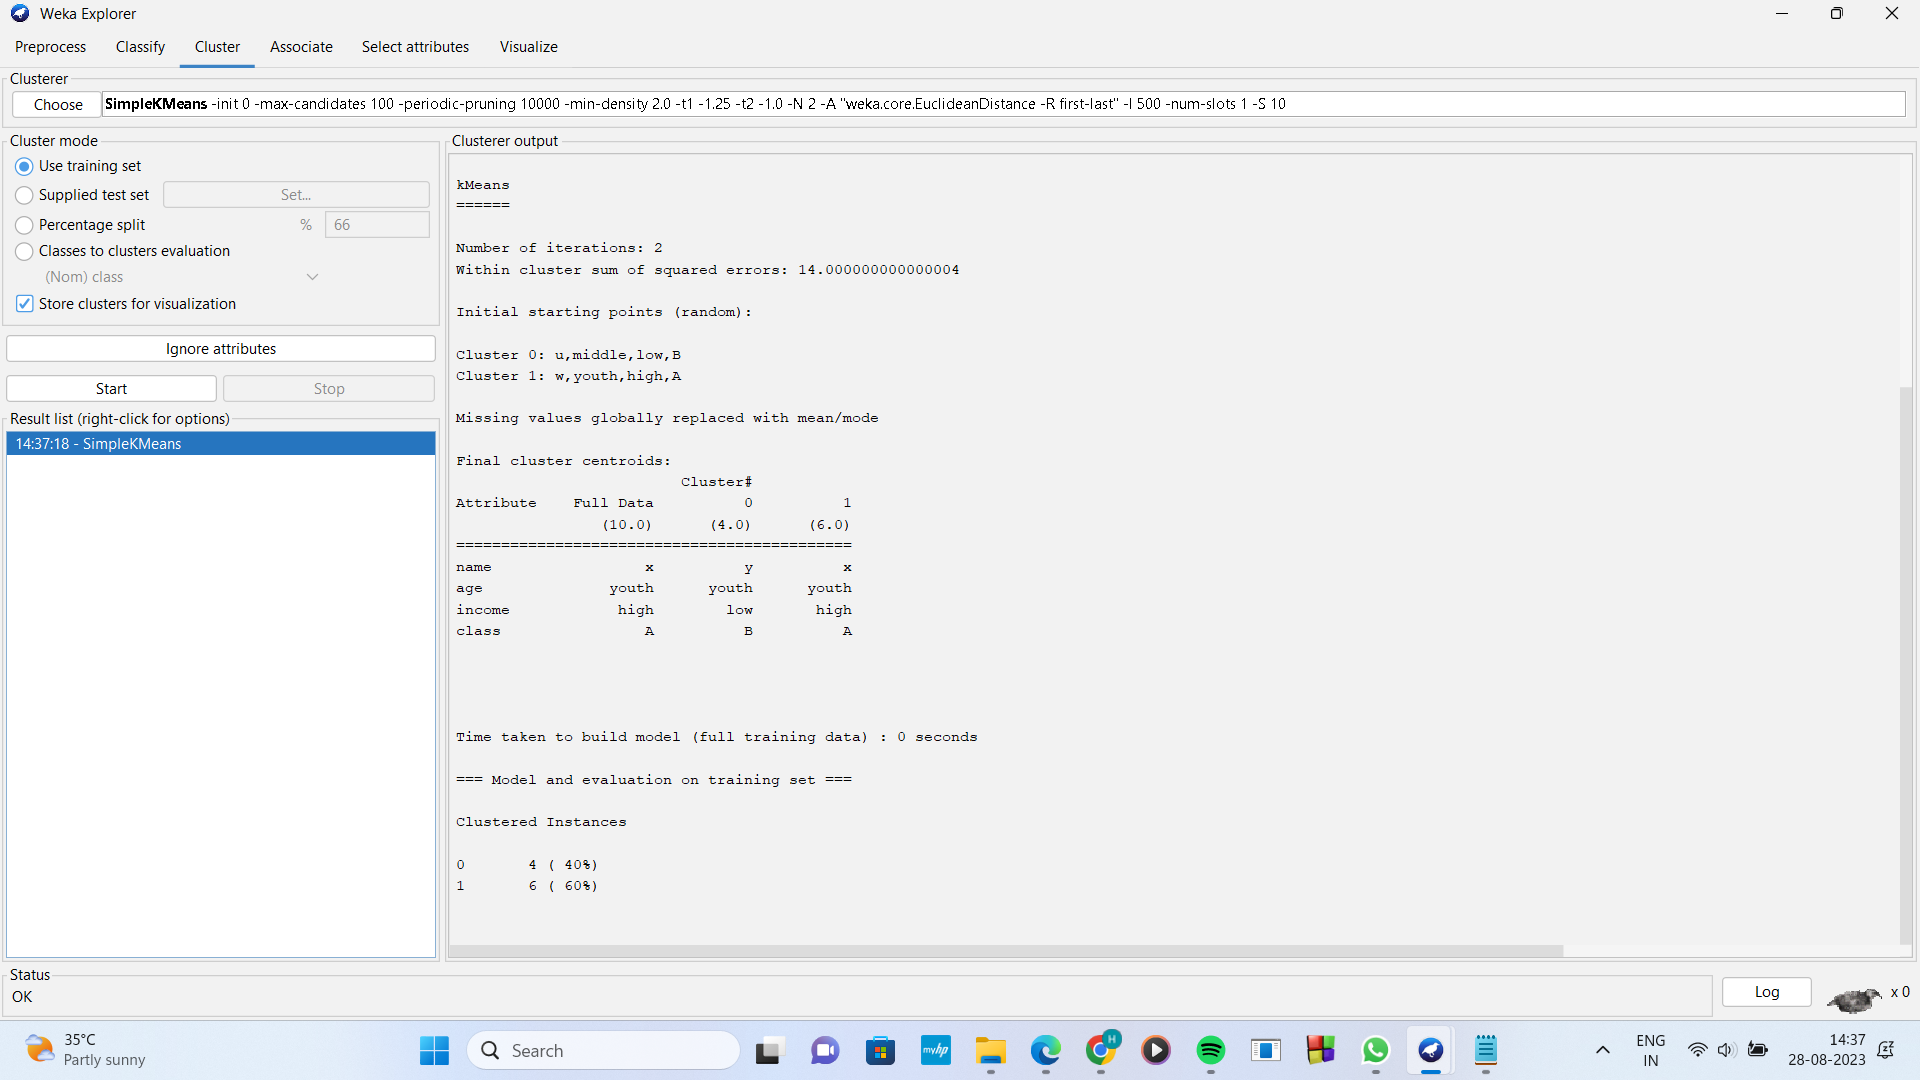 Weka Explorer
Preprocess Classify Cluster Associate Select attributes Visualize
Clusterer
Choose SimpleKMeans -init 0 -max-candidates 100 -periodic-pruning 10000 -min-density 2.0 -t1 -1.25 -t2 -1.0 -N 2 -A "weka.core.EuclideanDistance -R first-last" -I 500 -num-slots 1 -S 10
Cluster mode
Use training set
Supplied test set Set...
Percentage split % 66
Classes to clusters evaluation
(Nom) class
Store clusters for visualization
Ignore attributes
Start Stop
Result list (right-click for options)
14:37:18 - SimpleKMeans
Clusterer output
kMeans
======
Number of iterations: 2
Within cluster sum of squared errors: 14.000000000000004
Initial starting points (random):
Cluster 0: u,middle,low,B
Cluster 1: w,youth,high,A
Missing values globally replaced with mean/mode
Final cluster centroids:
Cluster#
Attribute Full Data 0 1
(10.0) (4.0) (6.0)
============================================
name x y x
age youth youth youth
income high low high
class A B A
Time taken to build model (full training data) : 0 seconds
=== Model and evaluation on training set ===
Clustered Instances
0 4 ( 40%)
1 6 ( 60%)
Status
OK
Log x 0
35°C
Partly sunny
Search
myhp
H
ENG
IN
14:37
28-08-2023